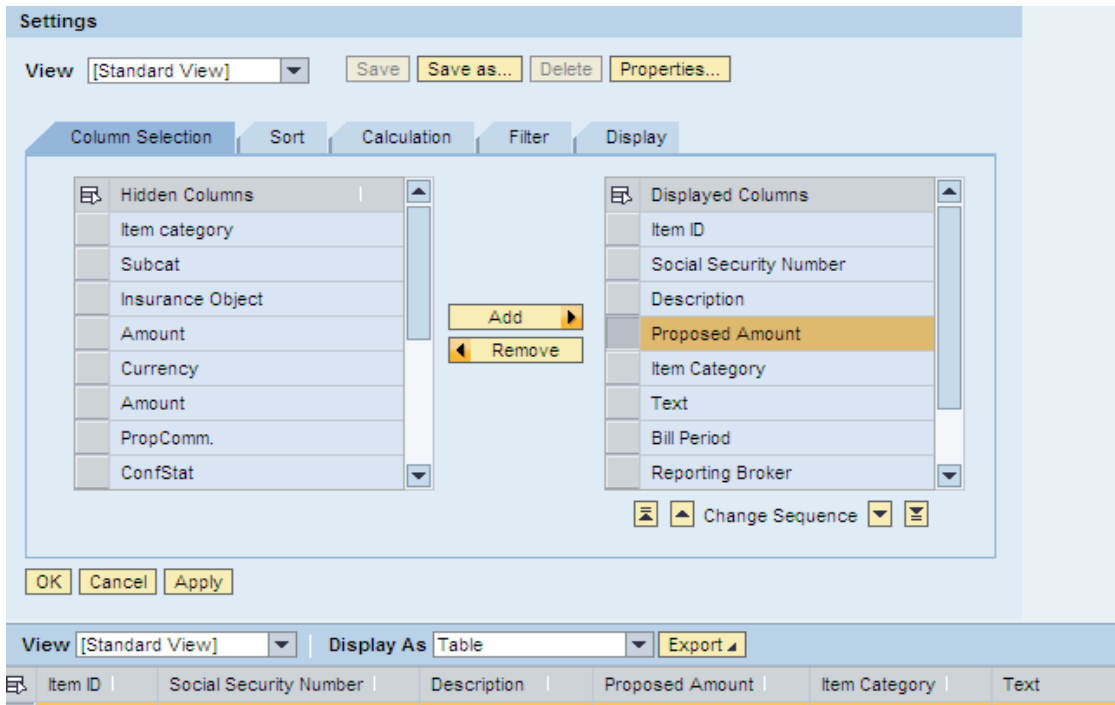 Settings
View [Standard View] Save Save as... Delete Properties...
Column Selection Sort Calculation Filter Display
Hidden Columns
Item category
Subcat
Insurance Object
Amount
Currency
Amount
PropComm.
ConfStat
Add
Remove
Displayed Columns
Item ID
Social Security Number
Description
Proposed Amount
Item Category
Text
Bill Period
Reporting Broker
Change Sequence
OK Cancel Apply
View [Standard View] Display As Table Export
Item ID Social Security Number Description Proposed Amount Item Category Text